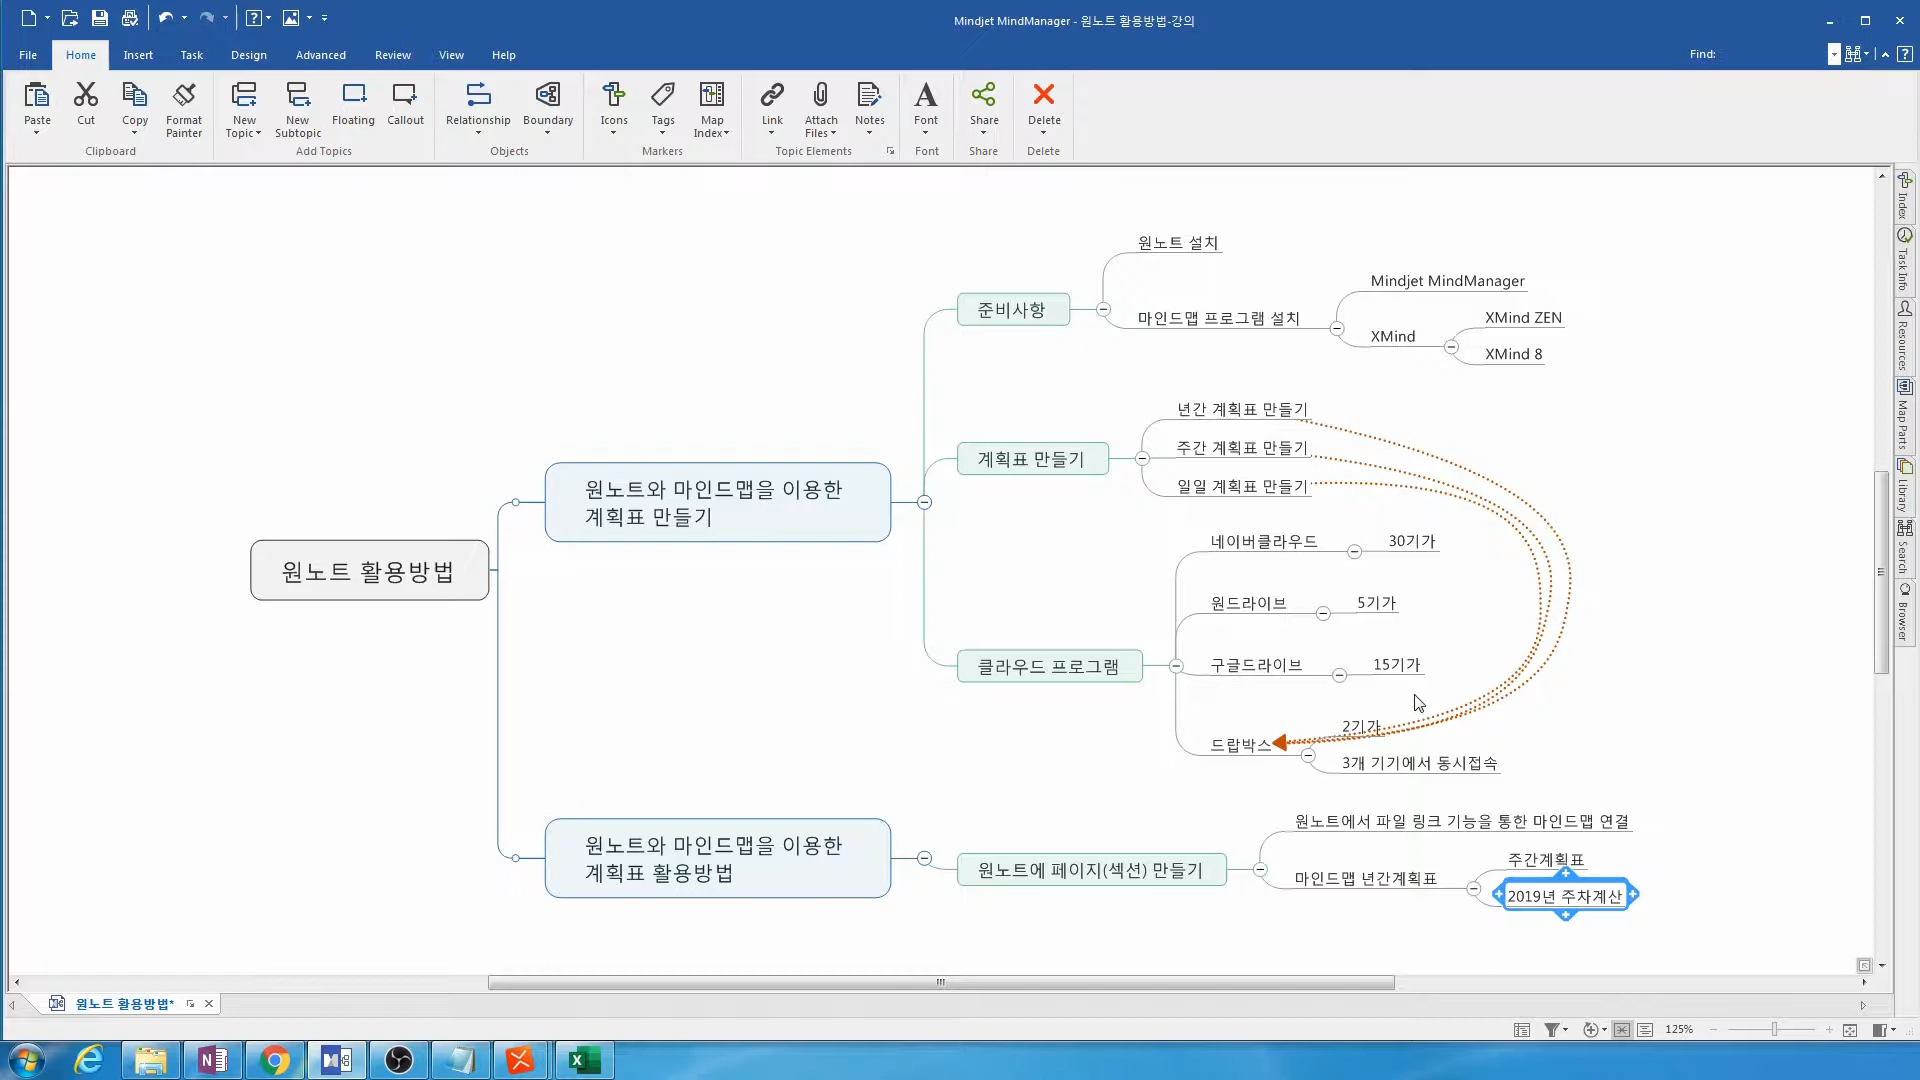 Mindjet MindManager - 원노트 활용방법-강의
File Home Insert Task Design Advanced Review View Help Find:
Paste Cut Copy Format Painter
Clipboard
New Topic New Subtopic Floating Callout
Add Topics
Relationship Boundary
Objects
Icons Tags Map Index
Markers
Link Attach Files Notes
Topic Elements
Font
Font
Share
Share
Delete
Delete
원노트 활용방법
원노트와 마인드맵을 이용한
계획표 만들기
준비사항
원노트 설치
마인드맵 프로그램 설치
Mindjet MindManager
XMind
XMind ZEN
XMind 8
계획표 만들기
년간 계획표 만들기
주간 계획표 만들기
일일 계획표 만들기
클라우드 프로그램
네이버클라우드
30기가
원드라이브
5기가
구글드라이브
15기가
드랍박스
2기가
3개 기기에서 동시접속
원노트와 마인드맵을 이용한
계획표 활용방법
원노트에 페이지(섹션) 만들기
원노트에서 파일 링크 기능을 통한 마인드맵 연결
마인드맵 년간계획표
주간계획표
2019년 주차계산
Index
Task Info
Resources
Map Parts
Library
Search
Browser
원노트 활용방법*
125%